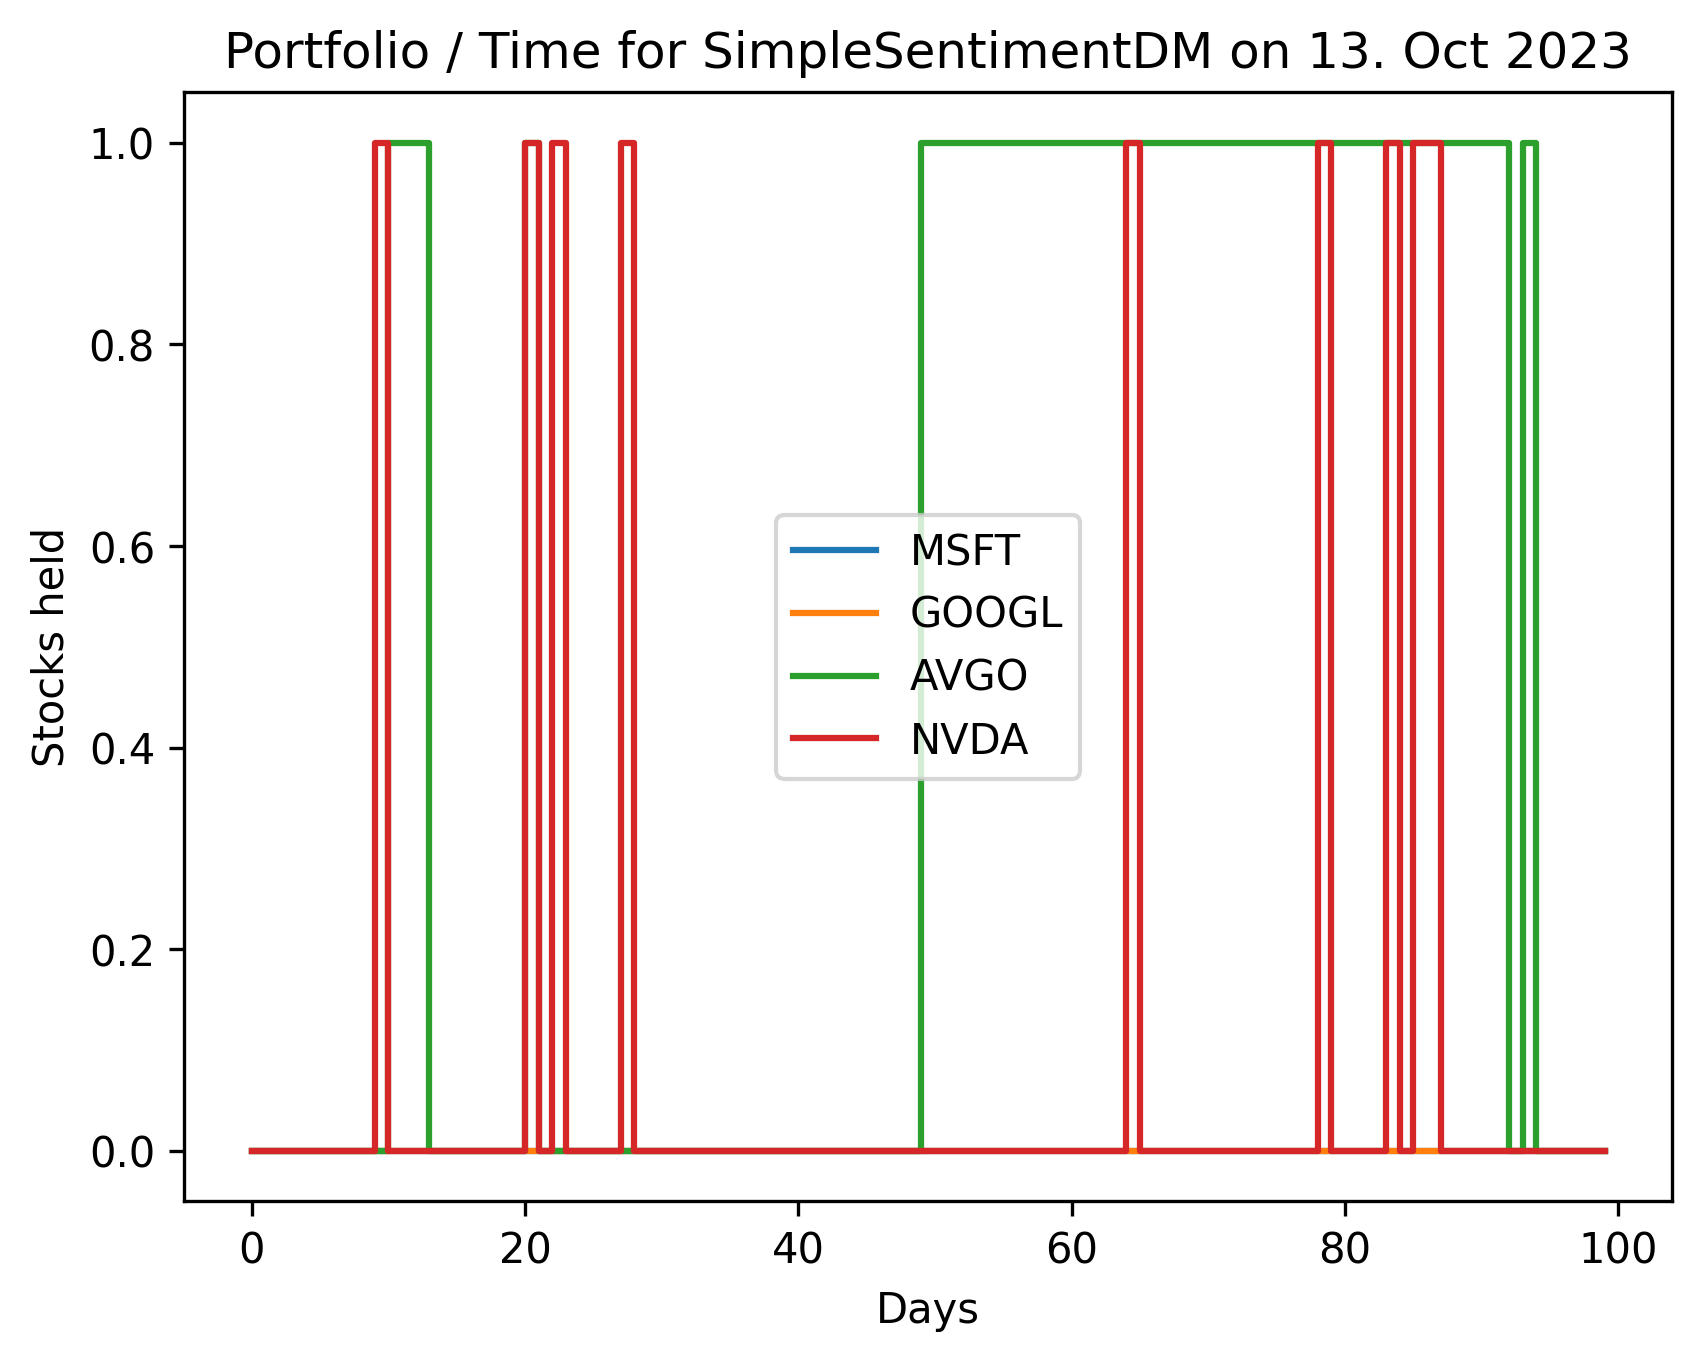 Portfolio / Time for SimpleSentimentDM on 13. Oct 2023
1.0
0.8
0.6
0.4
0.2
0.0
Stocks held
MSFT
GOOGL
AVGO
NVDA
0 20 40 60 80 100
Days